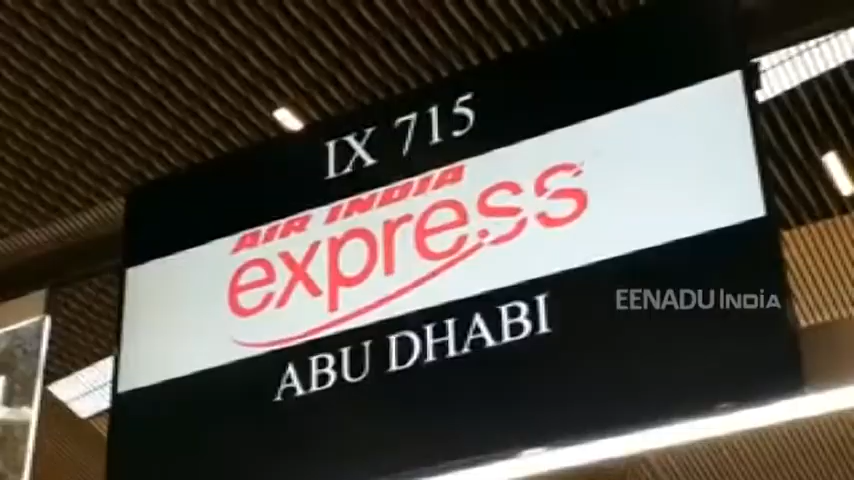 IX 715
AIR INDIA
express
ABU DHABI
EENADU INDIA